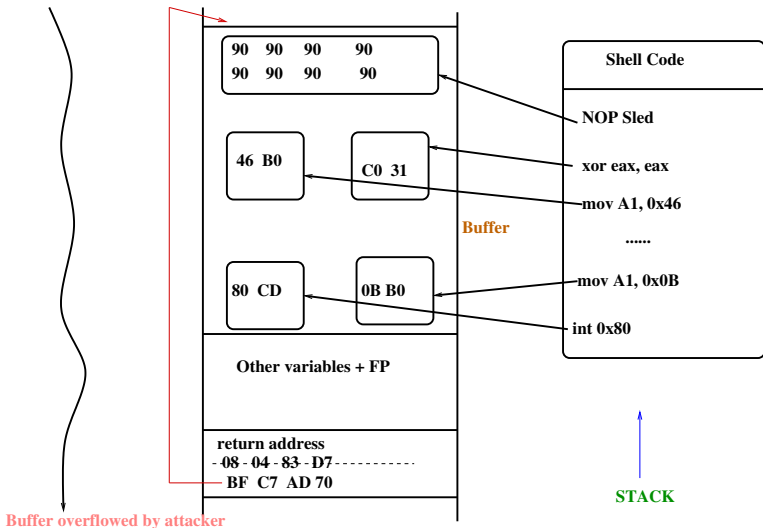 90 90 90 90
90 90 90 90
46 B0
C0 31
Buffer
80 CD
0B B0
Other variables + FP
return address
08 04 83 D7
BF C7 AD 70
Buffer overflowed by attacker
Shell Code
NOP Sled
xor eax, eax
mov A1, 0x46
......
mov A1, 0x0B
int 0x80
STACK